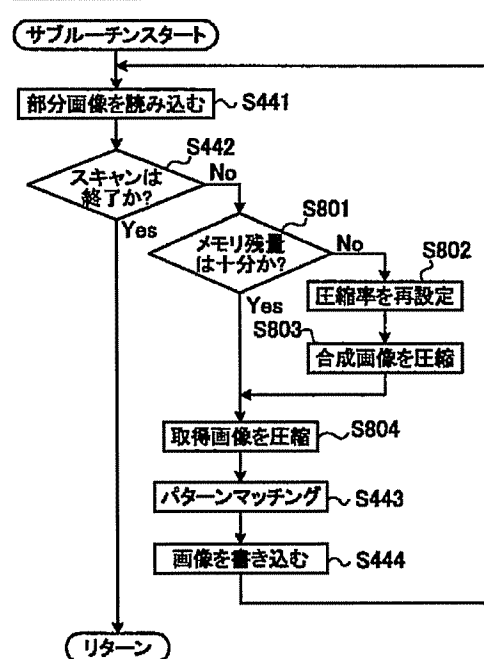 サブルーチンスタート
部分画像を読み込む
S441
S442
スキャンは
終了か?
No
Yes
S801
メモリ残量
は十分か?
No
Yes
S802
圧縮率を再設定
S803
合成画像を圧縮
取得画像を圧縮
S804
パターンマッチング
S443
画像を書き込む
S444
リターン